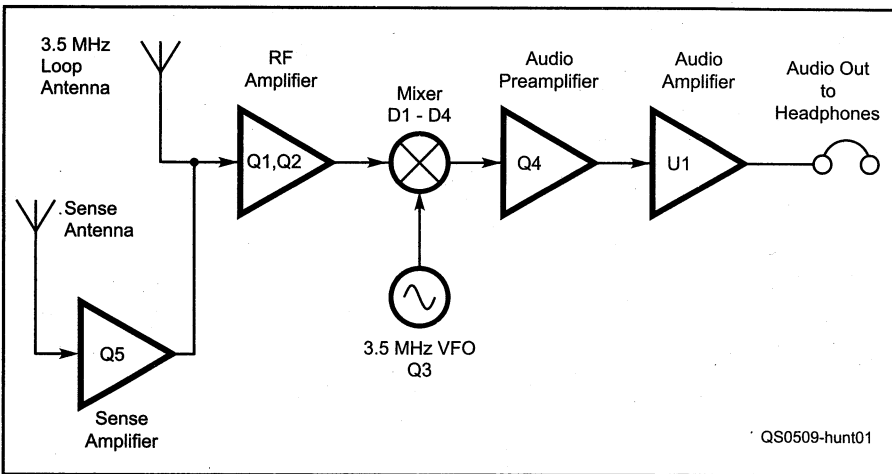 3.5 MHz
Loop
Antenna
RF
Amplifier
Mixer
D1 - D4
Audio
Preamplifier
Audio
Amplifier
Audio Out
to
Headphones
Q1,Q2
Q4
U1
Sense
Antenna
Q5
3.5 MHz VFO
Q3
Sense
Amplifier
QS0509-hunt01